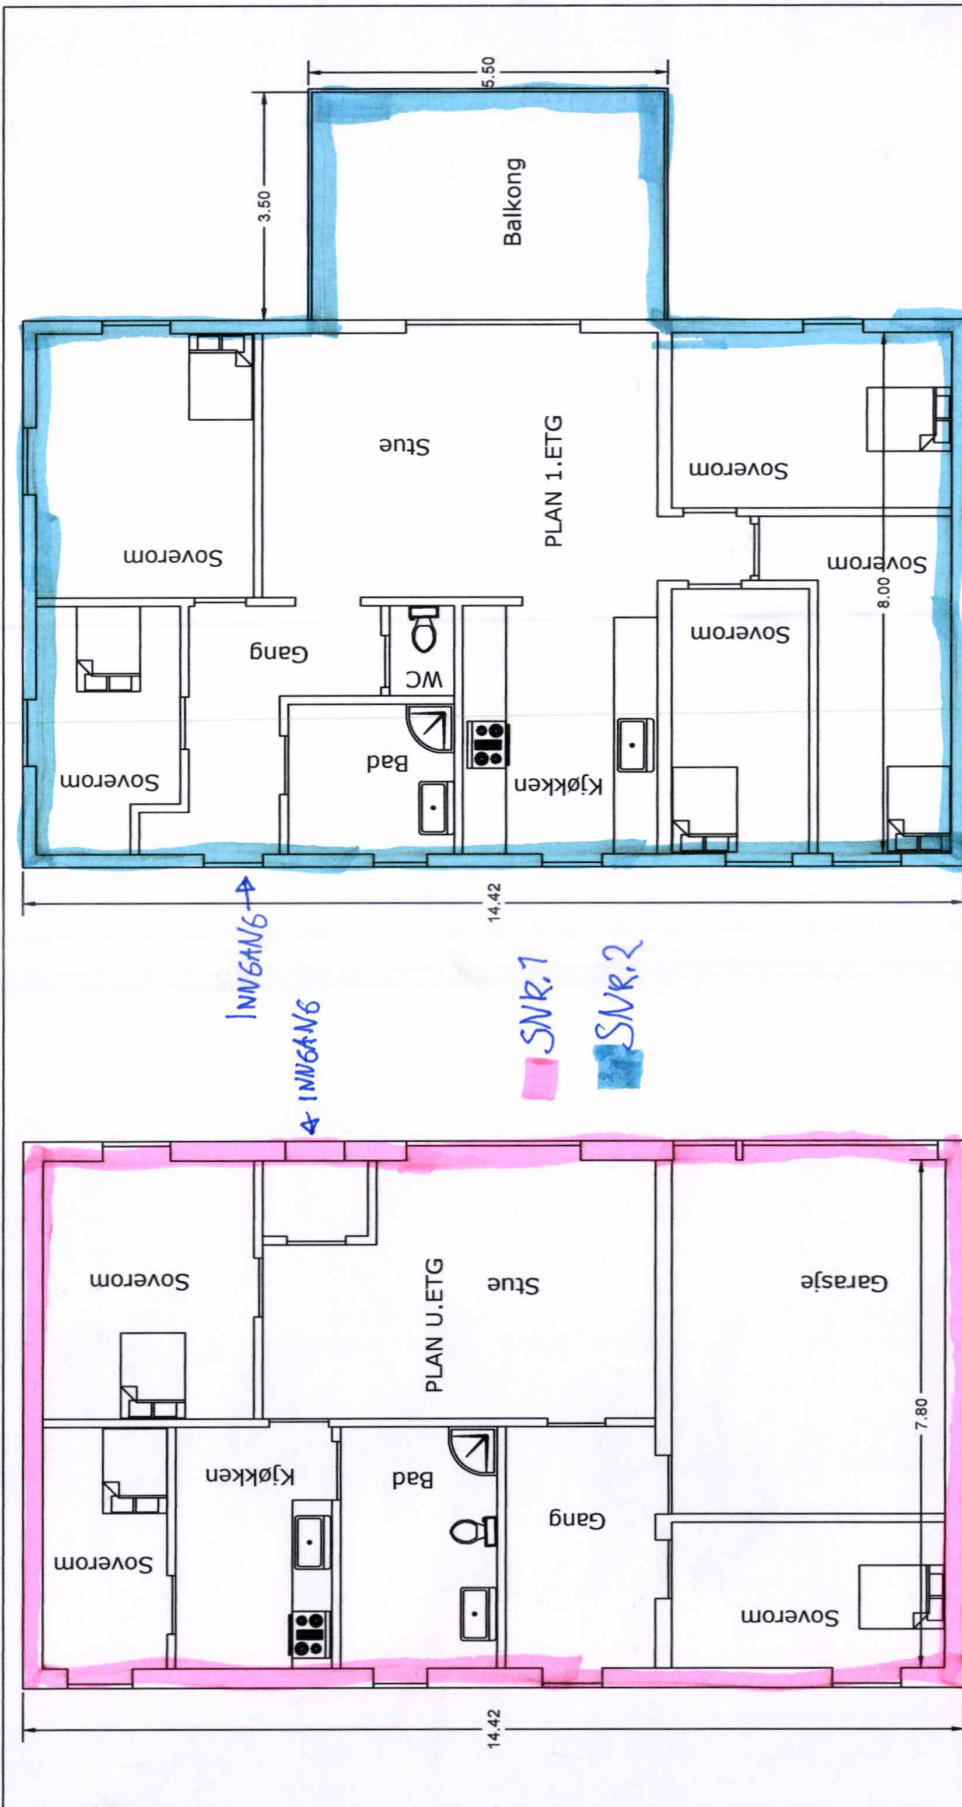 5.50
3.50
Balkong
Stue
PLAN 1.ETG
Soverom
Soverom
Soverom
8.00
Soverom
Gang
WC
Soverom
Bad
Kjøkken
14.42
INNGANG →
← INNGANG
SNR.1
SNR.2
Soverom
Stue
PLAN U.ETG
Garasje
7.80
Kjøkken
Bad
Gang
Soverom
Soverom
14.42